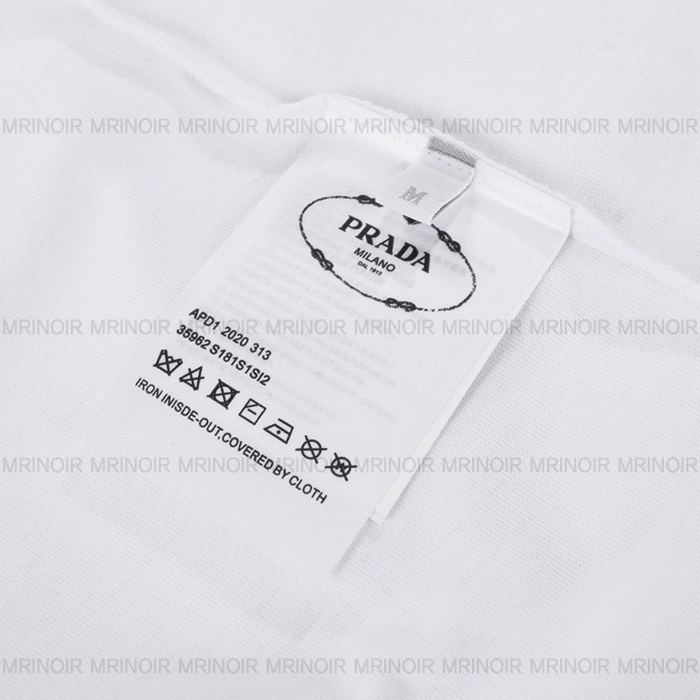 MRINOIR MRINOIR MRINOIR MRINOIR MRINOIR MRINOIR MRINOIR MRINOIR
M
PRADA
MILANO
DAL 1913
MRINOIR MRINOIR MRINOIR MRINOIR MRINOIR MRINOIR MRINOIR MRINOIR
APD1 2020 313
35962 S181S1SI2
IRON INISDE-OUT,COVERED BY CLOTH
MRINOIR MRINOIR MRINOIR MRINOIR MRINOIR MRINOIR MRINOIR MRINOIR
MRINOIR MRINOIR MRINOIR MRINOIR MRINOIR MRINOIR MRINOIR MRINOIR